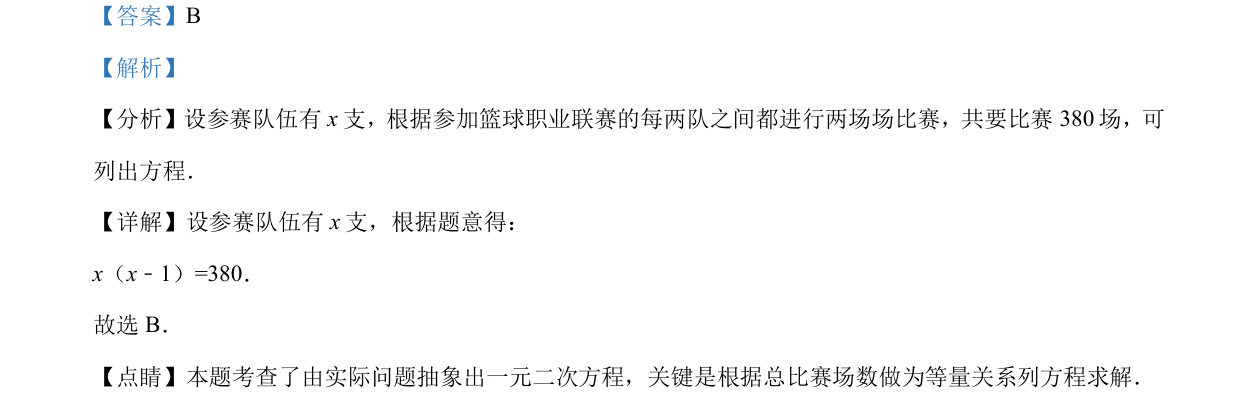 【答案】B
【解析】
【分析】设参赛队伍有 x 支，根据参加篮球职业联赛的每两队之间都进行两场场比赛，共要比赛 380 场，可
列出方程．
【详解】设参赛队伍有 x 支，根据题意得：
x（x﹣1）=380．
故选 B．
【点睛】本题考查了由实际问题抽象出一元二次方程，关键是根据总比赛场数做为等量关系列方程求解．